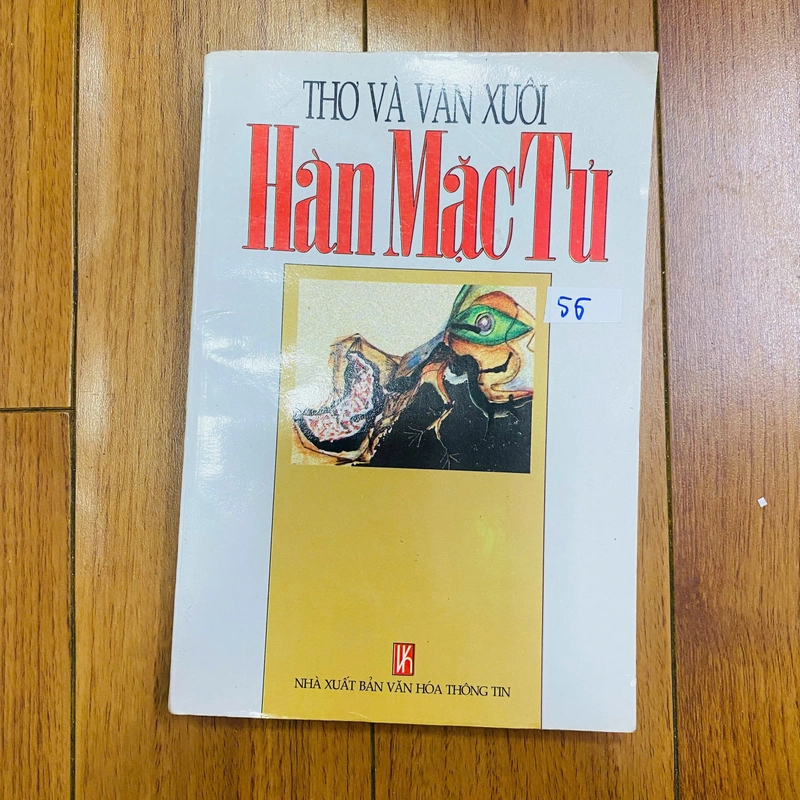 THƠ VÀ VĂN XUÔI
Hàn Mặc Tử
56
VH
NHÀ XUẤT BẢN VĂN HÓA THÔNG TIN